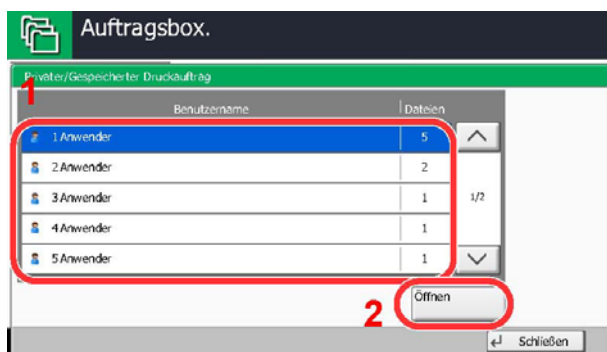 Auftragsbox.
Privater/Gespeicherter Druckauftrag
1
Benutzername Dateien
1 Anwender 5
2 Anwender 2
3 Anwender 1 1/2
4 Anwender 1
5 Anwender 1
Öffnen
2
Schließen